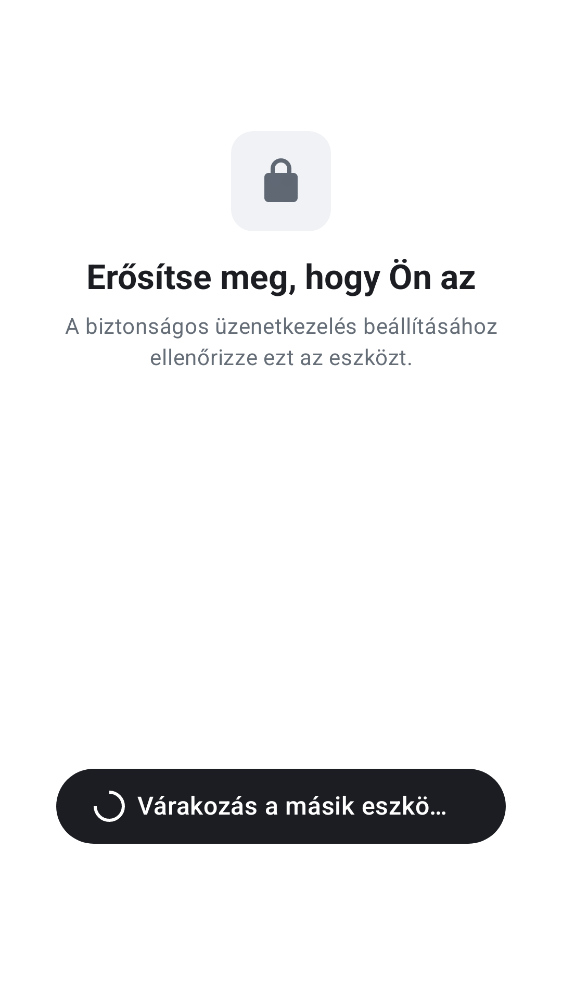 Erősítse meg, hogy Ön az
A biztonságos üzenetkezelés beállításához
ellenőrizze ezt az eszközt.
Várakozás a másik eszkö…